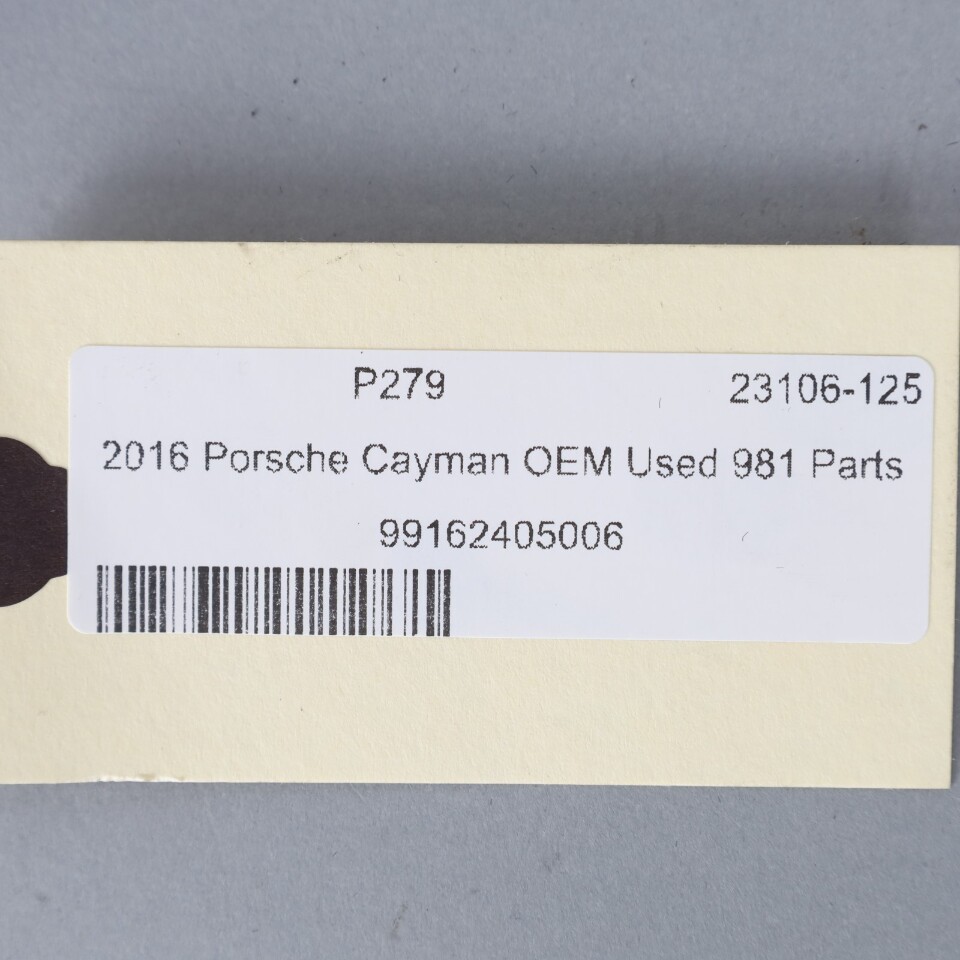 P279 23106-125
2016 Porsche Cayman OEM Used 981 Parts
99162405006